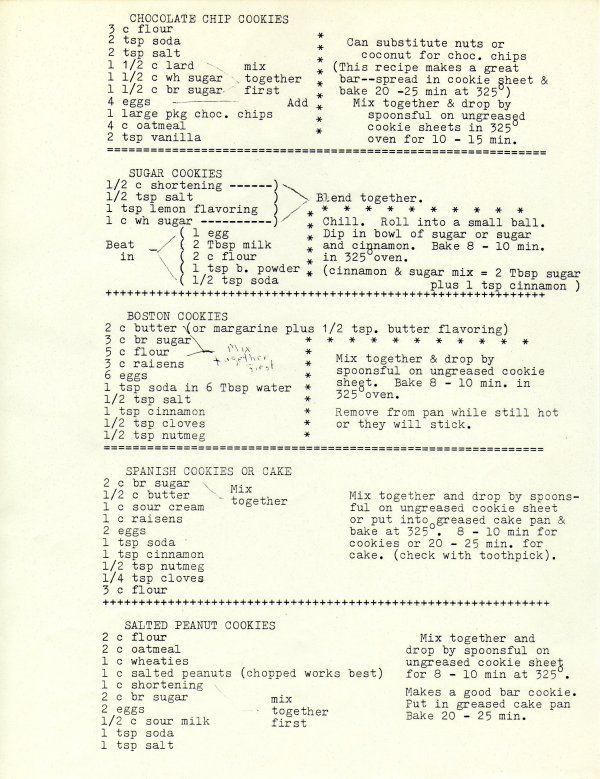 CHOCOLATE CHIP COOKIES
3 c flour
2 tsp soda
2 tsp salt
1 1/2 c lard mix
1 1/2 c wh sugar together
1 1/2 c br sugar first
4 eggs Add
1 large pkg choc. chips
4 c oatmeal
2 tsp vanilla
*
*
*
*
*
*
*
*
*
Can substitute nuts or
coconut for choc. chips
(This recipe makes a great
bar--spread in cookie sheet &
bake 20 -25 min at 325°)
Mix together & drop by
spoonsful on ungreased
cookie sheets in 325°
oven for 10 - 15 min.
=====================================================
SUGAR COOKIES
1/2 c shortening ------)
1/2 tsp salt )
1 tsp lemon flavoring )
1 c wh sugar ----------)
Blend together.
Beat in
( 1 egg
( 2 Tbsp milk
( 2 c flour
( 1 tsp b. powder
( 1/2 tsp soda
* * * * * * * * * *
*
*
*
*
*
Chill. Roll into a small ball.
Dip in bowl of sugar or sugar
and cinnamon. Bake 8 - 10 min.
in 325°oven.
(cinnamon & sugar mix = 2 Tbsp sugar
plus 1 tsp cinnamon )
+++++++++++++++++++++++++++++++++++++++++++++++++++++
BOSTON COOKIES
2 c butter (or margarine plus 1/2 tsp. butter flavoring)
3 c br sugar
5 c flour
3 c raisens
6 eggs
1 tsp soda in 6 Tbsp water
1/2 tsp salt
1 tsp cinnamon
1/2 tsp cloves
1/2 tsp nutmeg
Mix
together
first
* * * * * * * * * * *
*
*
*
*
*
*
*
*
Mix together & drop by
spoonsful on ungreased cookie
sheet. Bake 8 - 10 min. in
325°oven.
Remove from pan while still hot
or they will stick.
=====================================================
SPANISH COOKIES OR CAKE
2 c br sugar
1/2 c butter
1 c sour cream
1 c raisens
2 eggs
1 tsp soda
1 tsp cinnamon
1/2 tsp nutmeg
1/4 tsp cloves
3 c flour
Mix
together
Mix together and drop by spoons-
ful on ungreased cookie sheet
or put into greased cake pan &
bake at 325°. 8 - 10 min for
cookies or 20 - 25 min. for
cake. (check with toothpick).
+++++++++++++++++++++++++++++++++++++++++++++++++++++
SALTED PEANUT COOKIES
2 c flour
2 c oatmeal
1 c wheaties
1 c salted peanuts (chopped works best)
1 c shortening
2 c br sugar mix
2 eggs together
1/2 c sour milk first
1 tsp soda
1 tsp salt
Mix together and
drop by spoonsful on
ungreased cookie sheet
for 8 - 10 min at 325°.
Makes a good bar cookie.
Put in greased cake pan
Bake 20 - 25 min.